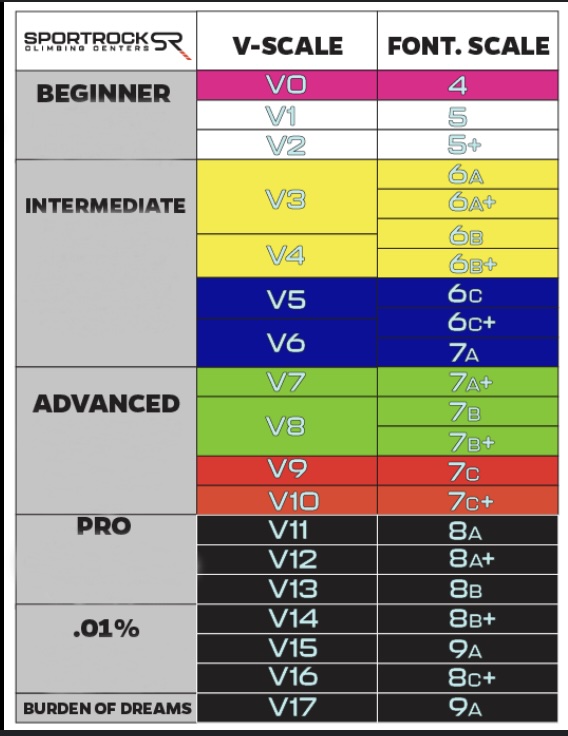 SPORTROCK SR
CLIMBING CENTERS
V-SCALE FONT. SCALE
BEGINNER
V0 4
V1 5
V2 5+
INTERMEDIATE
V3 6A
6A+
6B
V4 6B+
V5 6C
6C+
V6 7A
ADVANCED
V7 7A+
V8 7B
7B+
V9 7C
V10 7C+
PRO
V11 8A
V12 8A+
V13 8B
.01%
V14 8B+
V15 9A
V16 8C+
BURDEN OF DREAMS V17 9A